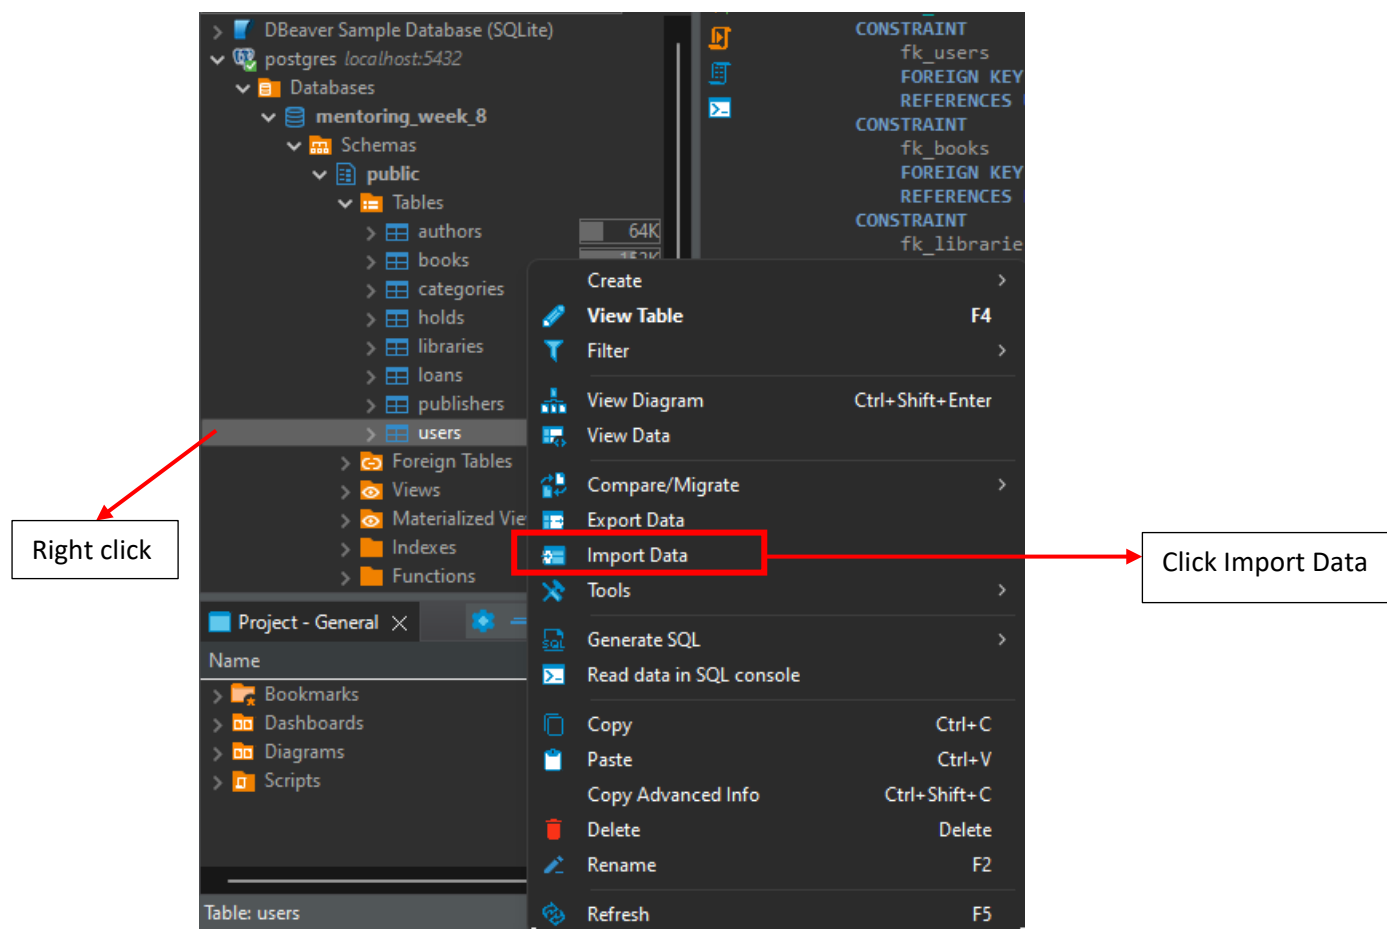 DBeaver Sample Database (SQLite)
postgres localhost:5432
Databases
mentoring_week_8
Schemas
public
Tables
authors 64K
books
categories
holds
libraries
loans
publishers
users
Foreign Tables
Views
Materialized Vie
Indexes
Functions
Project - General
Name
Bookmarks
Dashboards
Diagrams
Scripts
Table: users
CONSTRAINT
fk_users
FOREIGN KEY
REFERENCES
CONSTRAINT
fk_books
FOREIGN KEY
REFERENCES
CONSTRAINT
fk_librarie
Create
View Table F4
Filter
View Diagram Ctrl+Shift+Enter
View Data
Compare/Migrate
Export Data
Import Data
Tools
Generate SQL
Read data in SQL console
Copy Ctrl+C
Paste Ctrl+V
Copy Advanced Info Ctrl+Shift+C
Delete Delete
Rename F2
Refresh F5
Right click
Click Import Data